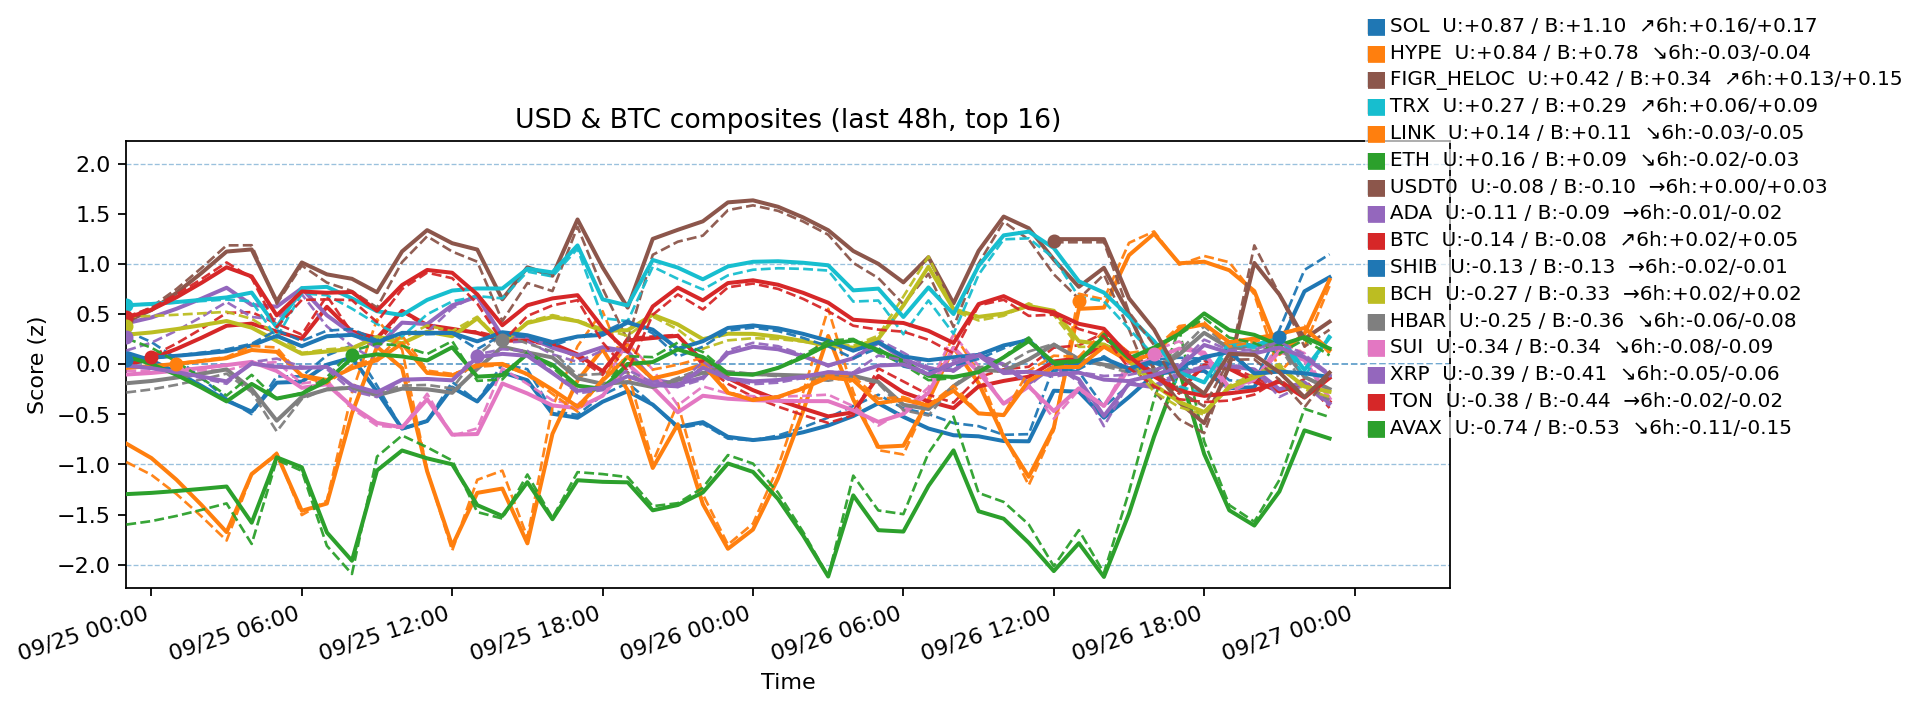 SOL  U:+0.87 / B:+1.10  ↗6h:+0.16/+0.17
HYPE  U:+0.84 / B:+0.78  ↘6h:-0.03/-0.04
FIGR_HELOC  U:+0.42 / B:+0.34  ↗6h:+0.13/+0.15
TRX  U:+0.27 / B:+0.29  ↗6h:+0.06/+0.09
LINK  U:+0.14 / B:+0.11  ↘6h:-0.03/-0.05
ETH  U:+0.16 / B:+0.09  ↘6h:-0.02/-0.03
USDT0  U:-0.08 / B:-0.10  →6h:+0.00/+0.03
ADA  U:-0.11 / B:-0.09  →6h:-0.01/-0.02
BTC  U:-0.14 / B:-0.08  ↗6h:+0.02/+0.05
SHIB  U:-0.13 / B:-0.13  →6h:-0.02/-0.01
BCH  U:-0.27 / B:-0.33  →6h:+0.02/+0.02
HBAR  U:-0.25 / B:-0.36  ↘6h:-0.06/-0.08
SUI  U:-0.34 / B:-0.34  ↘6h:-0.08/-0.09
XRP  U:-0.39 / B:-0.41  ↘6h:-0.05/-0.06
TON  U:-0.38 / B:-0.44  →6h:-0.02/-0.02
AVAX  U:-0.74 / B:-0.53  ↘6h:-0.11/-0.15
USD & BTC composites (last 48h, top 16)
Score (z)
2.0
1.5
1.0
0.5
0.0
−0.5
−1.0
−1.5
−2.0
09/25 00:00
09/25 06:00
09/25 12:00
09/25 18:00
09/26 00:00
09/26 06:00
09/26 12:00
09/26 18:00
09/27 00:00
Time